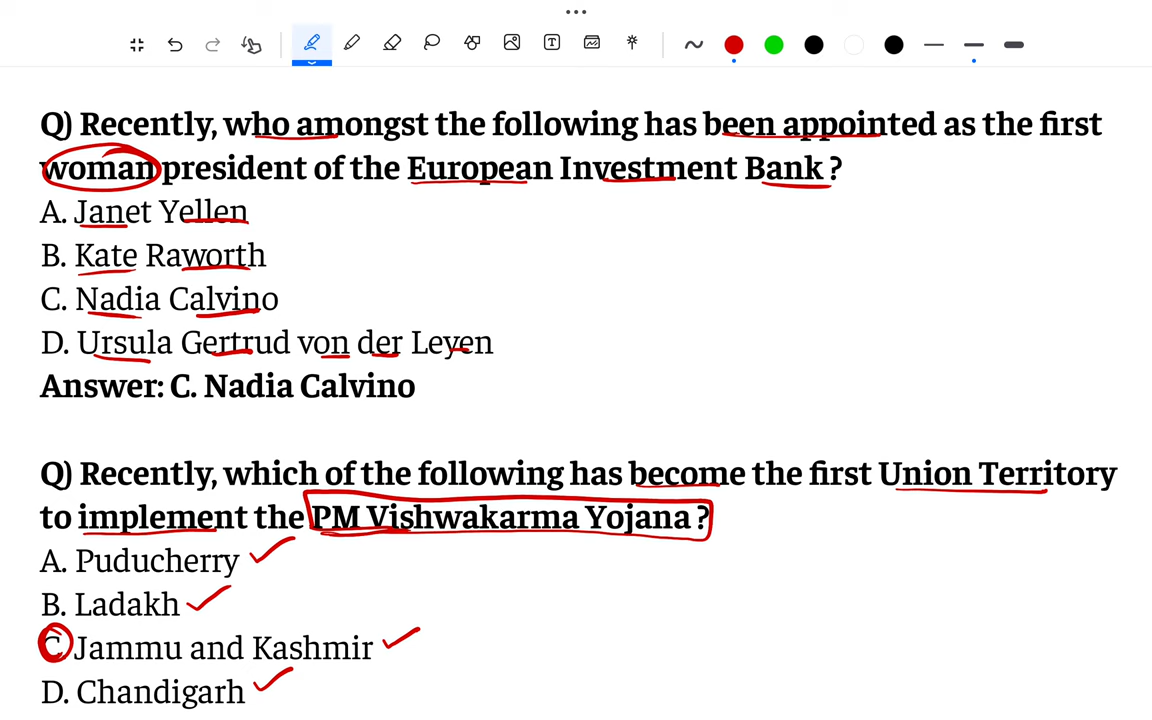 Q) Recently, who amongst the following has been appointed as the first
woman president of the European Investment Bank ?
A. Janet Yellen
B. Kate Raworth
C. Nadia Calvino
D. Ursula Gertrud von der Leyen
Answer: C. Nadia Calvino
Q) Recently, which of the following has become the first Union Territory
to implement the PM Vishwakarma Yojana ?
A. Puducherry
B. Ladakh
C. Jammu and Kashmir
D. Chandigarh